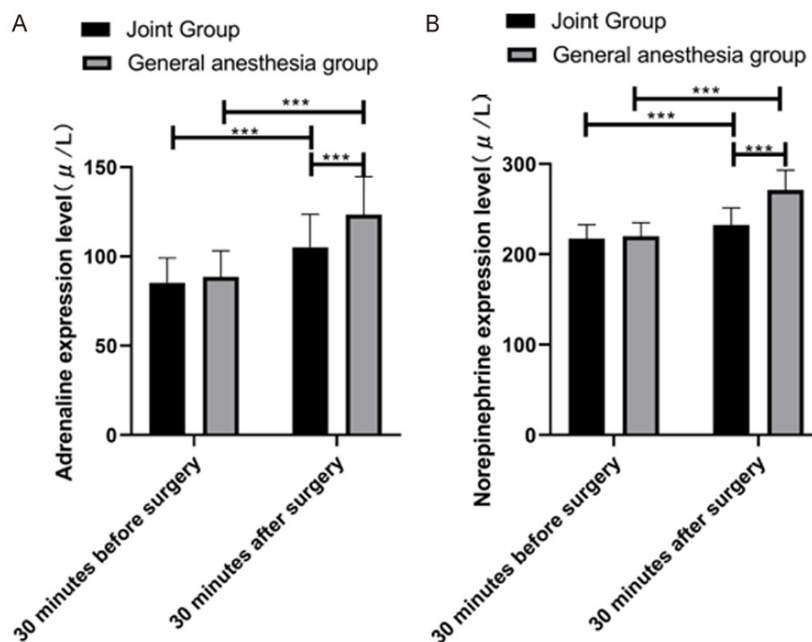 A
Joint Group
General anesthesia group
***
***
***
Adrenaline expression level(μ/L)
150
100
50
0
30 minutes before surgery
30 minutes after surgery
B
Joint Group
General anesthesia group
***
***
***
Norepinephrine expression level(μ/L)
300
200
100
0
30 minutes before surgery
30 minutes after surgery